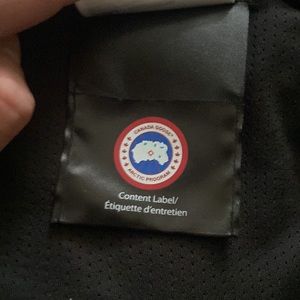 CANADA GOOSE®
ARCTIC PROGRAM
Content Label/
Étiquette d'entretien